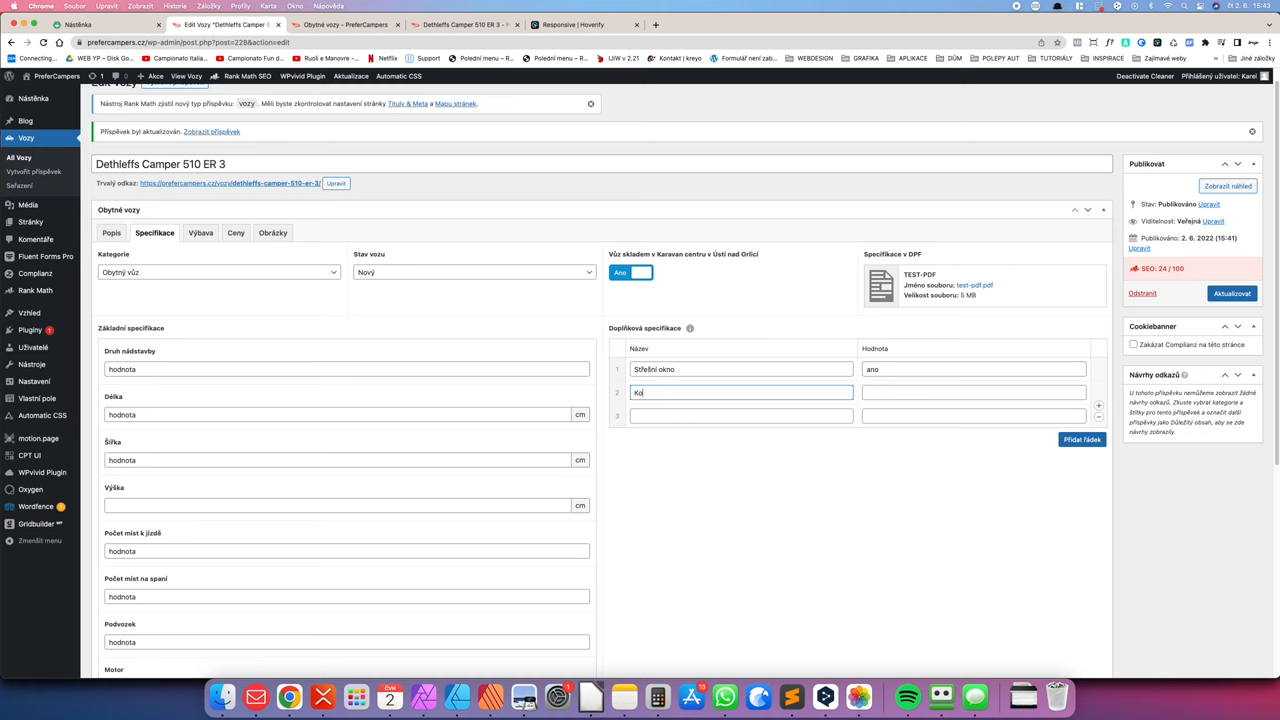 Chrome Soubor Upravit Zobrazit Historie Záložky Profily Karta Okno Nápověda čt 2. 6. 15:43
Nástěnka Edit Vozy "Dethleffs Camper 5 Obytné vozy - PreferCampers Dethleffs Camper 510 ER 3 - P Responsive | Hoverify
prefercampers.cz/wp-admin/post.php?post=228&action=edit
Connecting... WEB YP – Disk Go... Campionato Italia... Campionato Fun d... Ruoli e Manovre -... Netflix Support Polední menu – R... Polední menu – R... IJW v 2.21 Kontakt | kreyo Formulář není zab... WEBDESIGN GRAFIKA APLIKACE DŮM POLEPY AUT TUTORIÁLY INSPIRACE Zajímavé weby Jiné záložky
PreferCampers 1 0 Akce View Vozy Rank Math SEO WPvivid Plugin Aktualizace Automatic CSS Deactivate Cleaner Přihlášený uživatel: Karel
Nástěnka
Blog
Vozy
All Vozy
Vytvořit příspěvek
Seřazení
Média
Stránky
Komentáře
Fluent Forms Pro
Complianz
Rank Math
Vzhled
Pluginy 1
Uživatelé
Nástroje
Nastavení
Vlastní pole
Automatic CSS
motion.page
CPT UI
WPvivid Plugin
Oxygen
Wordfence 1
Gridbuilder WP
Zmenšit menu
Edit Vozy
Nástroj Rank Math zjistil nový typ příspěvku: vozy. Měli byste zkontrolovat nastavení stránky Tituly & Meta a Mapu stránek.
Příspěvek byl aktualizován. Zobrazit příspěvek
Dethleffs Camper 510 ER 3
Trvalý odkaz: https://prefercampers.cz/vozy/dethleffs-camper-510-er-3/ Upravit
Obytné vozy
Popis Specifikace Výbava Ceny Obrázky
Kategorie
Obytný vůz
Stav vozu
Nový
Vůz skladem v Karavan centru v Ústí nad Orlicí
Ano
Specifikace v DPF
TEST-PDF
Jméno souboru: test-pdf.pdf
Velikost souboru: 5 MB
Základní specifikace
Druh nádstavby
hodnota
Délka
hodnota cm
Šířka
hodnota cm
Výška
cm
Počet míst k jízdě
hodnota
Počet míst na spaní
hodnota
Podvozek
hodnota
Motor
Doplňková specifikace
Název Hodnota
1 Střešní okno ano
2 Ko
3
Přidat řádek
Publikovat
Zobrazit náhled
Stav: Publikováno Upravit
Viditelnost: Veřejná Upravit
Publikováno: 2. 6. 2022 (15:41)
Upravit
SEO: 24 / 100
Odstranit Aktualizovat
Cookiebanner
Zakázat Complianz na této stránce
Návrhy odkazů
U tohoto příspěvku nemůžeme zobrazit žádné
návrhy odkazů. Zkuste vybrat kategorie a
štítky pro tento příspěvek a označit další
příspěvky jako Důležitý obsah, aby se zde
návrhy zobrazily.
ČVN
2
1
13